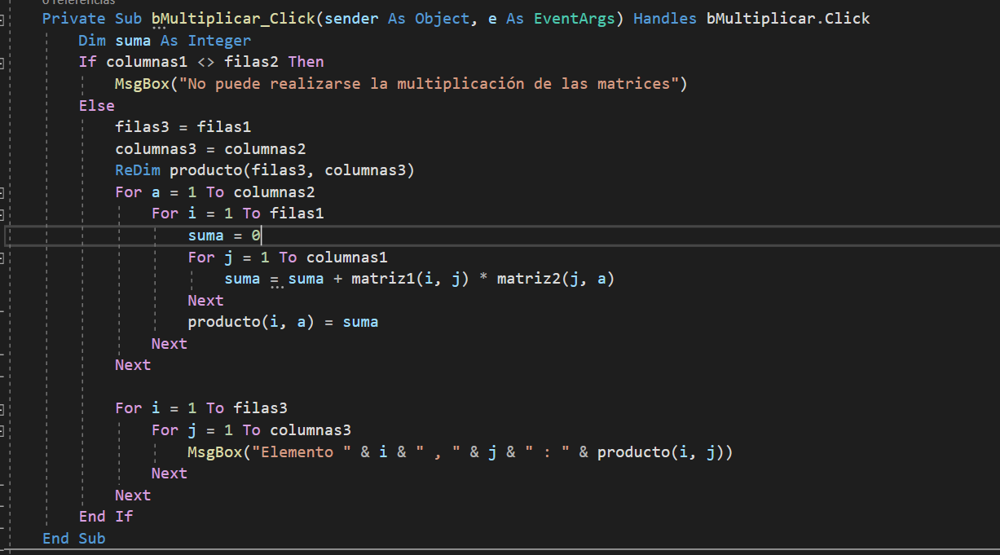 0 referencias
Private Sub bMultiplicar_Click(sender As Object, e As EventArgs) Handles bMultiplicar.Click
Dim suma As Integer
If columnas1 <> filas2 Then
MsgBox("No puede realizarse la multiplicación de las matrices")
Else
filas3 = filas1
columnas3 = columnas2
ReDim producto(filas3, columnas3)
For a = 1 To columnas2
For i = 1 To filas1
suma = 0
For j = 1 To columnas1
suma = suma + matriz1(i, j) * matriz2(j, a)
Next
producto(i, a) = suma
Next
Next
For i = 1 To filas3
For j = 1 To columnas3
MsgBox("Elemento " & i & " , " & j & " : " & producto(i, j))
Next
Next
End If
End Sub